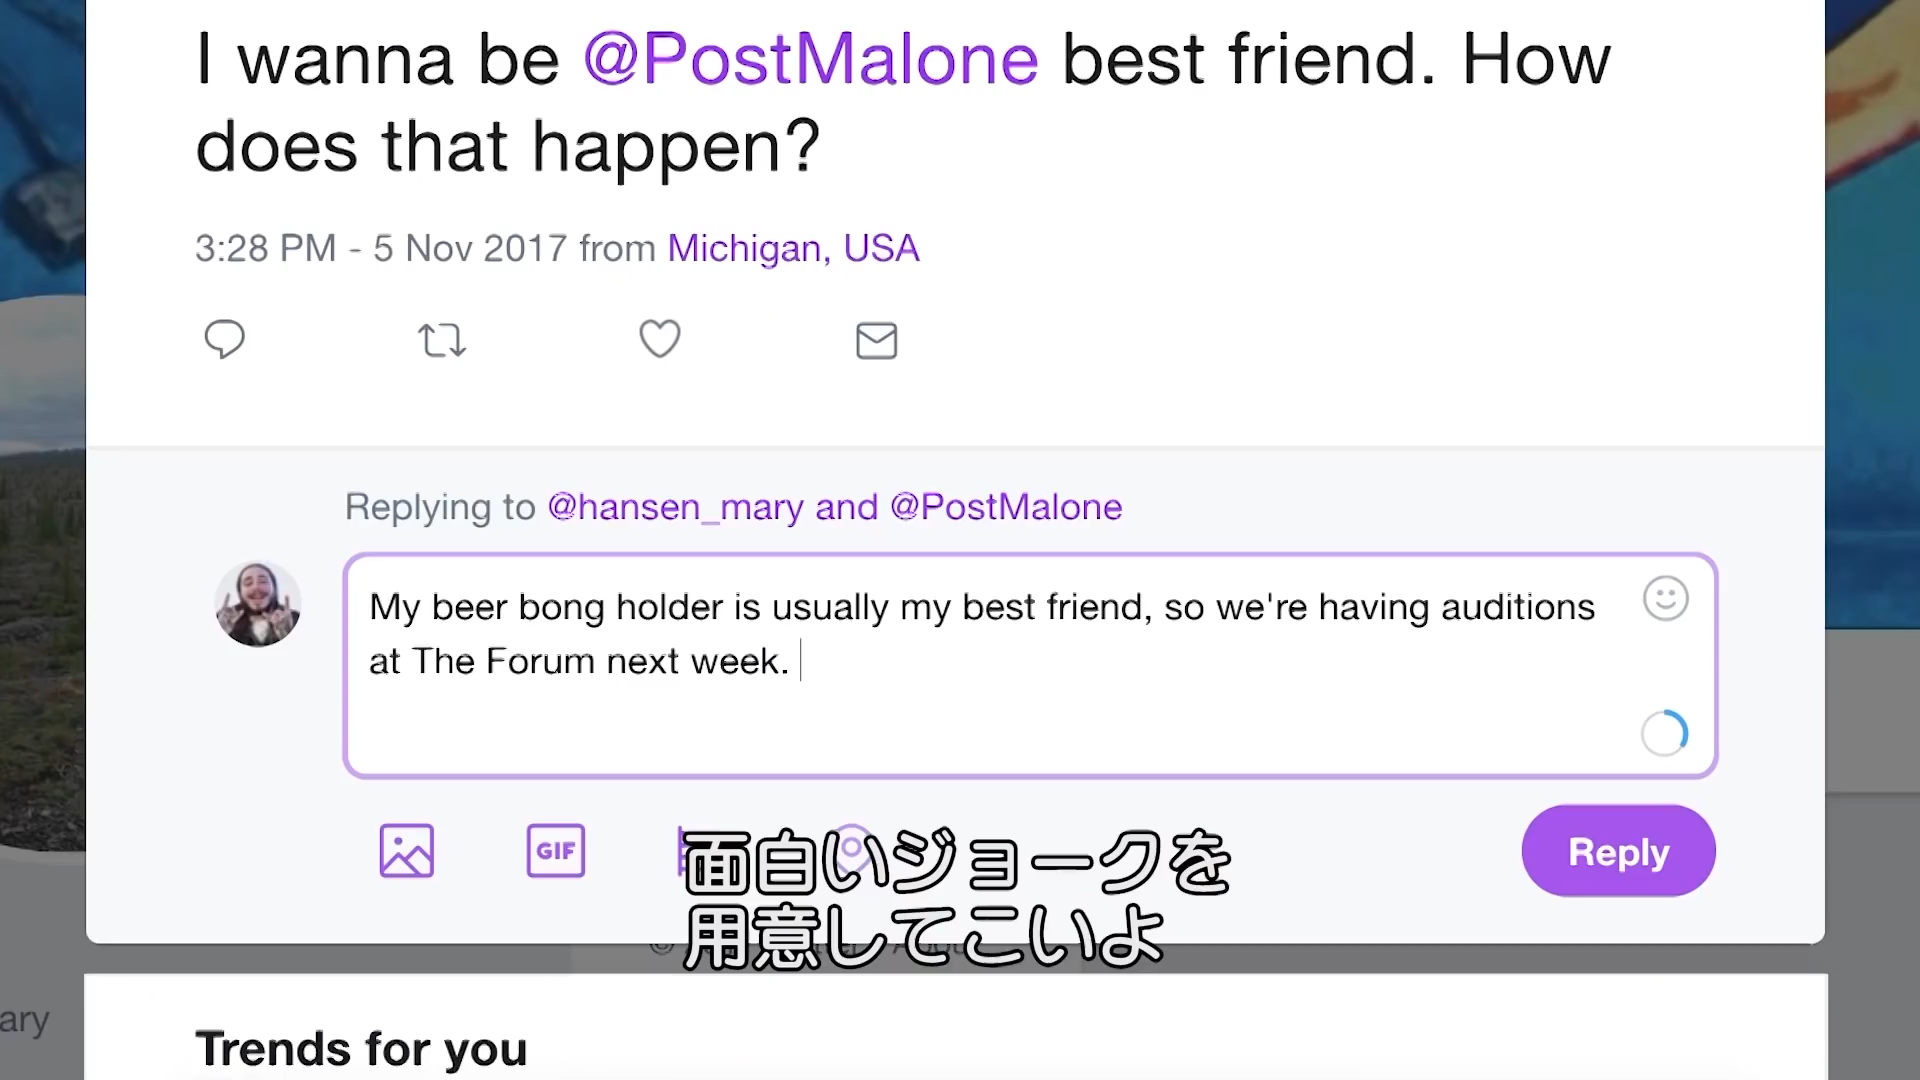 I wanna be @PostMalone best friend. How
does that happen?
3:28 PM - 5 Nov 2017 from Michigan, USA
Replying to @hansen_mary and @PostMalone
My beer bong holder is usually my best friend, so we're having auditions
at The Forum next week.
GIF
Reply
面白いジョークを
用意してこいよ
ary
Trends for you